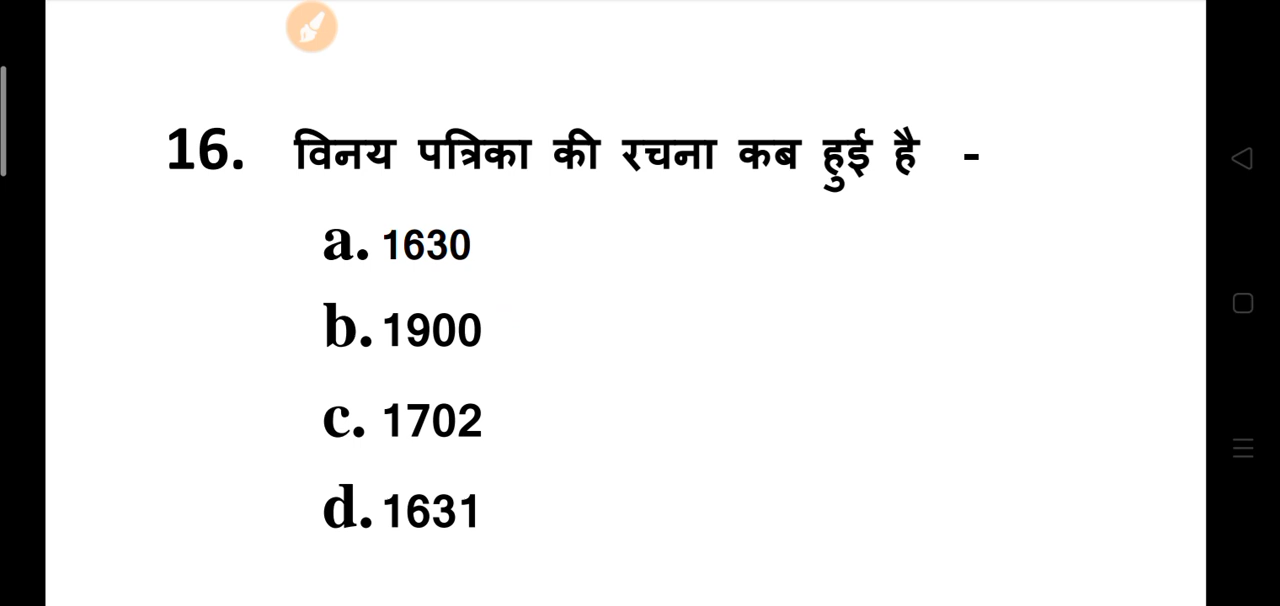 16. विनय पत्रिका की रचना कब हुई है -
a. 1630
b. 1900
c. 1702
d. 1631